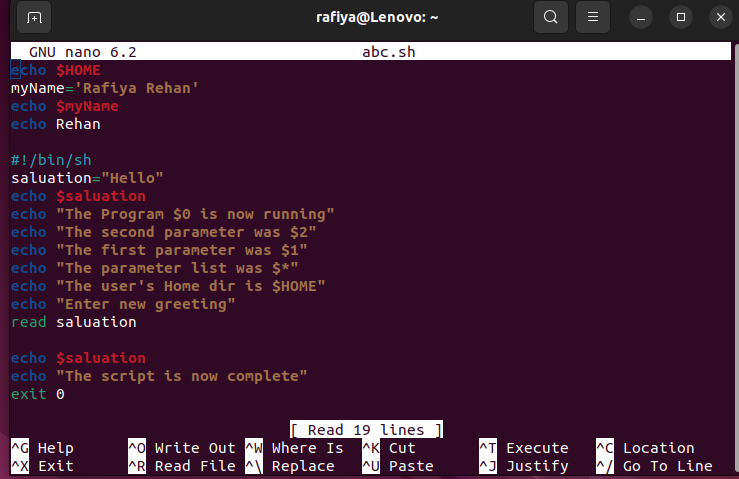 rafiya@Lenovo: ~
GNU nano 6.2 abc.sh
echo $HOME
myName='Rafiya Rehan'
echo $myName
echo Rehan
#!/bin/sh
saluation="Hello"
echo $saluation
echo "The Program $0 is now running"
echo "The second parameter was $2"
echo "The first parameter was $1"
echo "The parameter list was $*"
echo "The user's Home dir is $HOME"
echo "Enter new greeting"
read saluation
echo $saluation
echo "The script is now complete"
exit 0
[ Read 19 lines ]
^G Help ^O Write Out ^W Where Is ^K Cut ^T Execute ^C Location
^X Exit ^R Read File ^\ Replace ^U Paste ^J Justify ^/ Go To Line